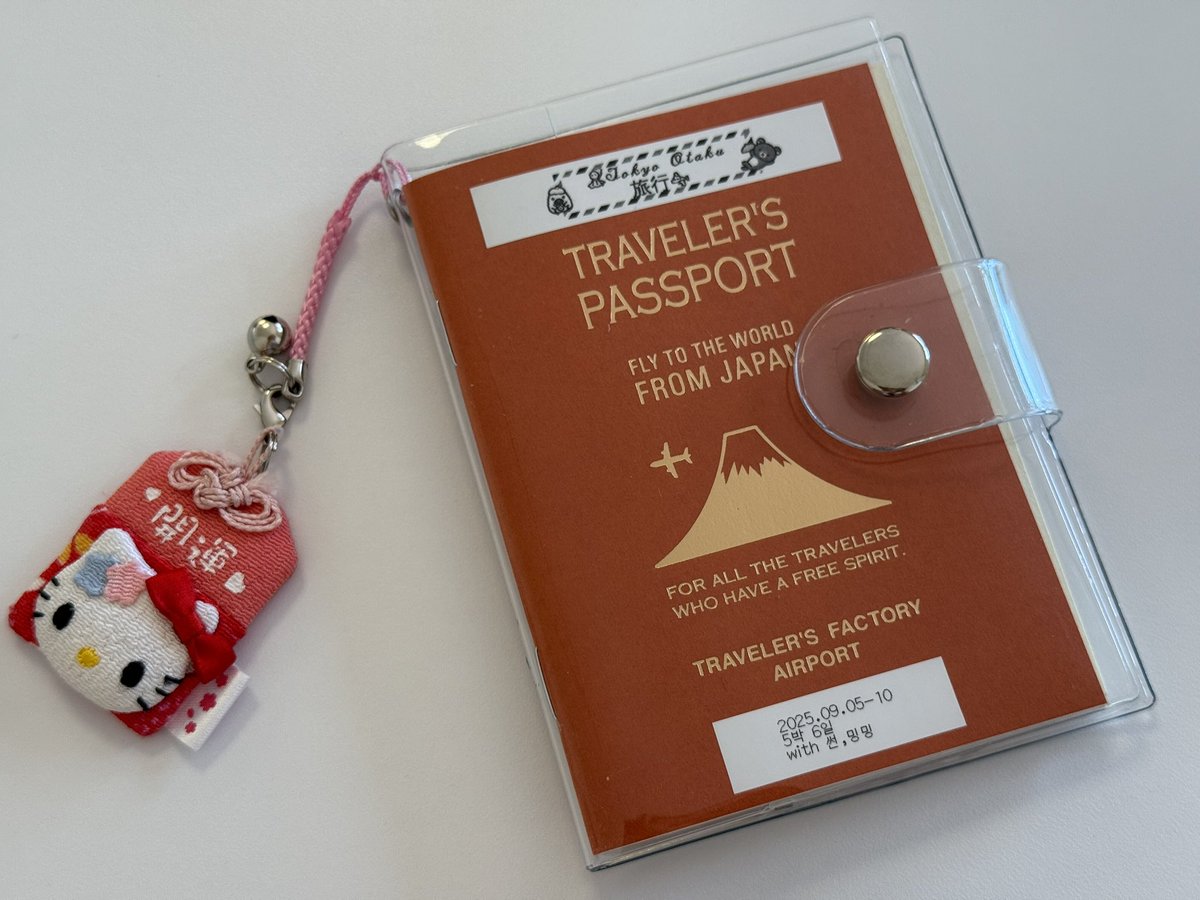 Tokyo Otaku
旅行
TRAVELER'S
PASSPORT
FLY TO THE WORLD
FROM JAPAN
FOR ALL THE TRAVELERS
WHO HAVE A FREE SPIRIT.
TRAVELER'S FACTORY
AIRPORT
2025.09.05-10
5박 6일
with 썬,밍밍
開運